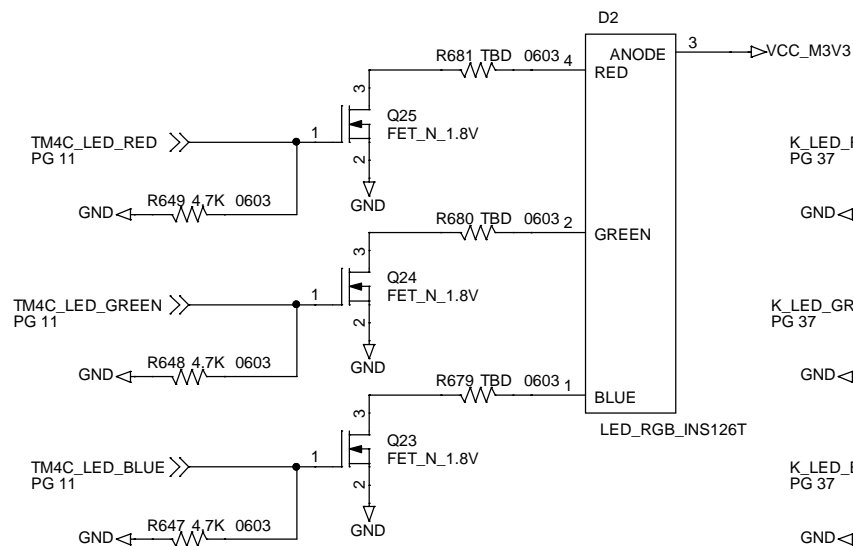 D2
R681 TBD 0603 4
ANODE 3 VCC_M3V3
RED
3
Q25
FET_N_1.8V
1
2
TM4C_LED_RED
PG 11
K_LED_
PG 37
R649 4.7K 0603
GND
GND
GND
R680 TBD 0603 2
GREEN
3
Q24
FET_N_1.8V
1
2
TM4C_LED_GREEN
PG 11
K_LED_GR
PG 37
R648 4.7K 0603
GND
GND
GND
R679 TBD 0603 1
BLUE
LED_RGB_INS126T
3
Q23
FET_N_1.8V
1
2
TM4C_LED_BLUE
PG 11
K_LED_
PG 37
R647 4.7K 0603
GND
GND
GND